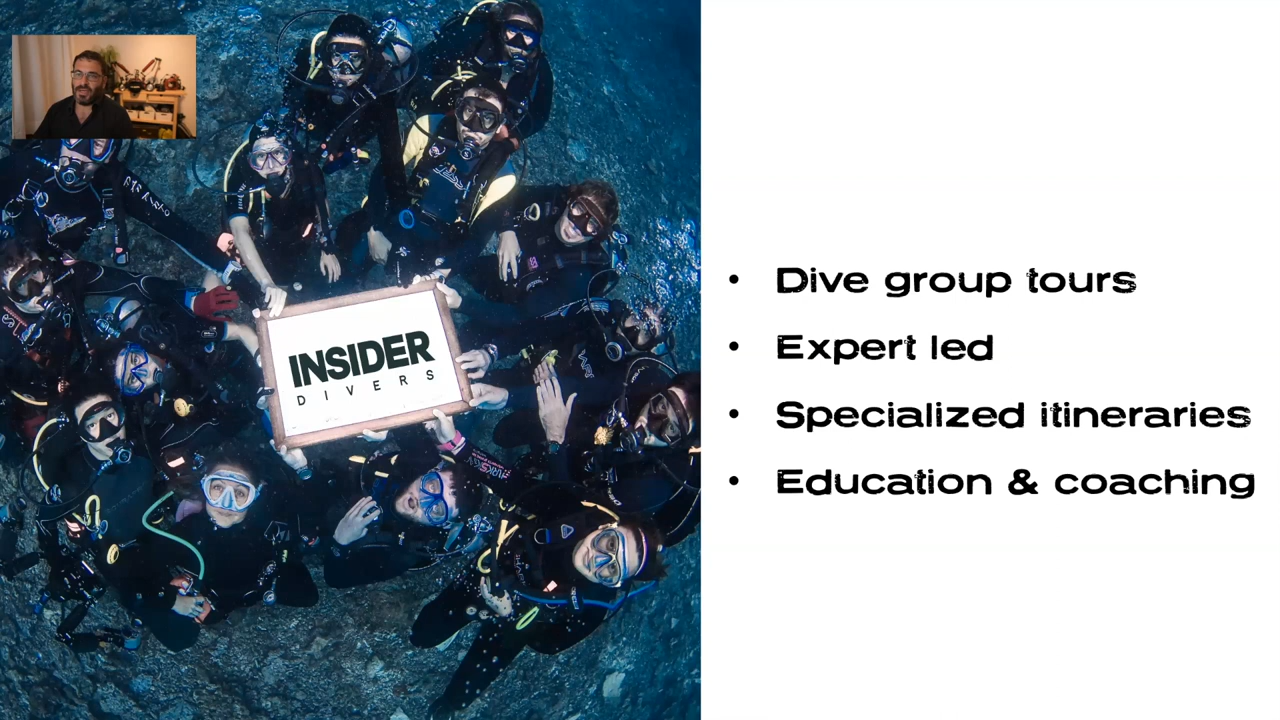 INSIDER
DIVERS
• Dive group tours
• Expert led
• Specialized itineraries
• Education & coaching